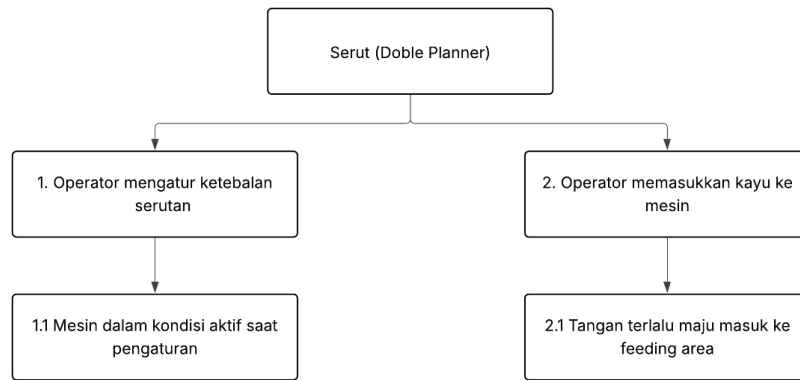 Serut (Doble Planner)
1. Operator mengatur ketebalan
serutan
2. Operator memasukkan kayu ke
mesin
1.1 Mesin dalam kondisi aktif saat
pengaturan
2.1 Tangan terlalu maju masuk ke
feeding area